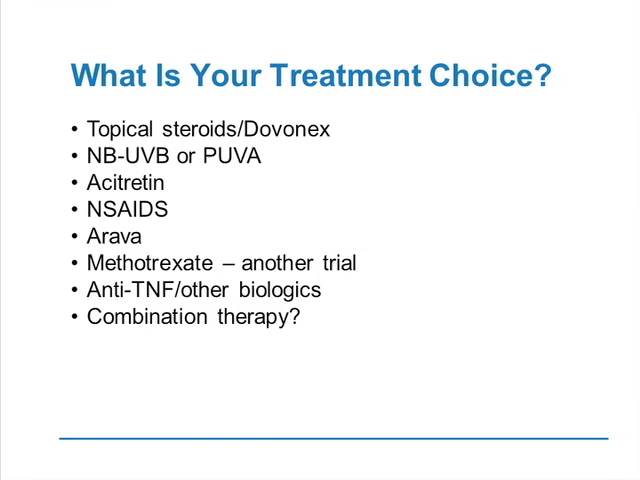 What Is Your Treatment Choice?
• Topical steroids/Dovonex
• NB-UVB or PUVA
• Acitretin
• NSAIDS
• Arava
• Methotrexate – another trial
• Anti-TNF/other biologics
• Combination therapy?